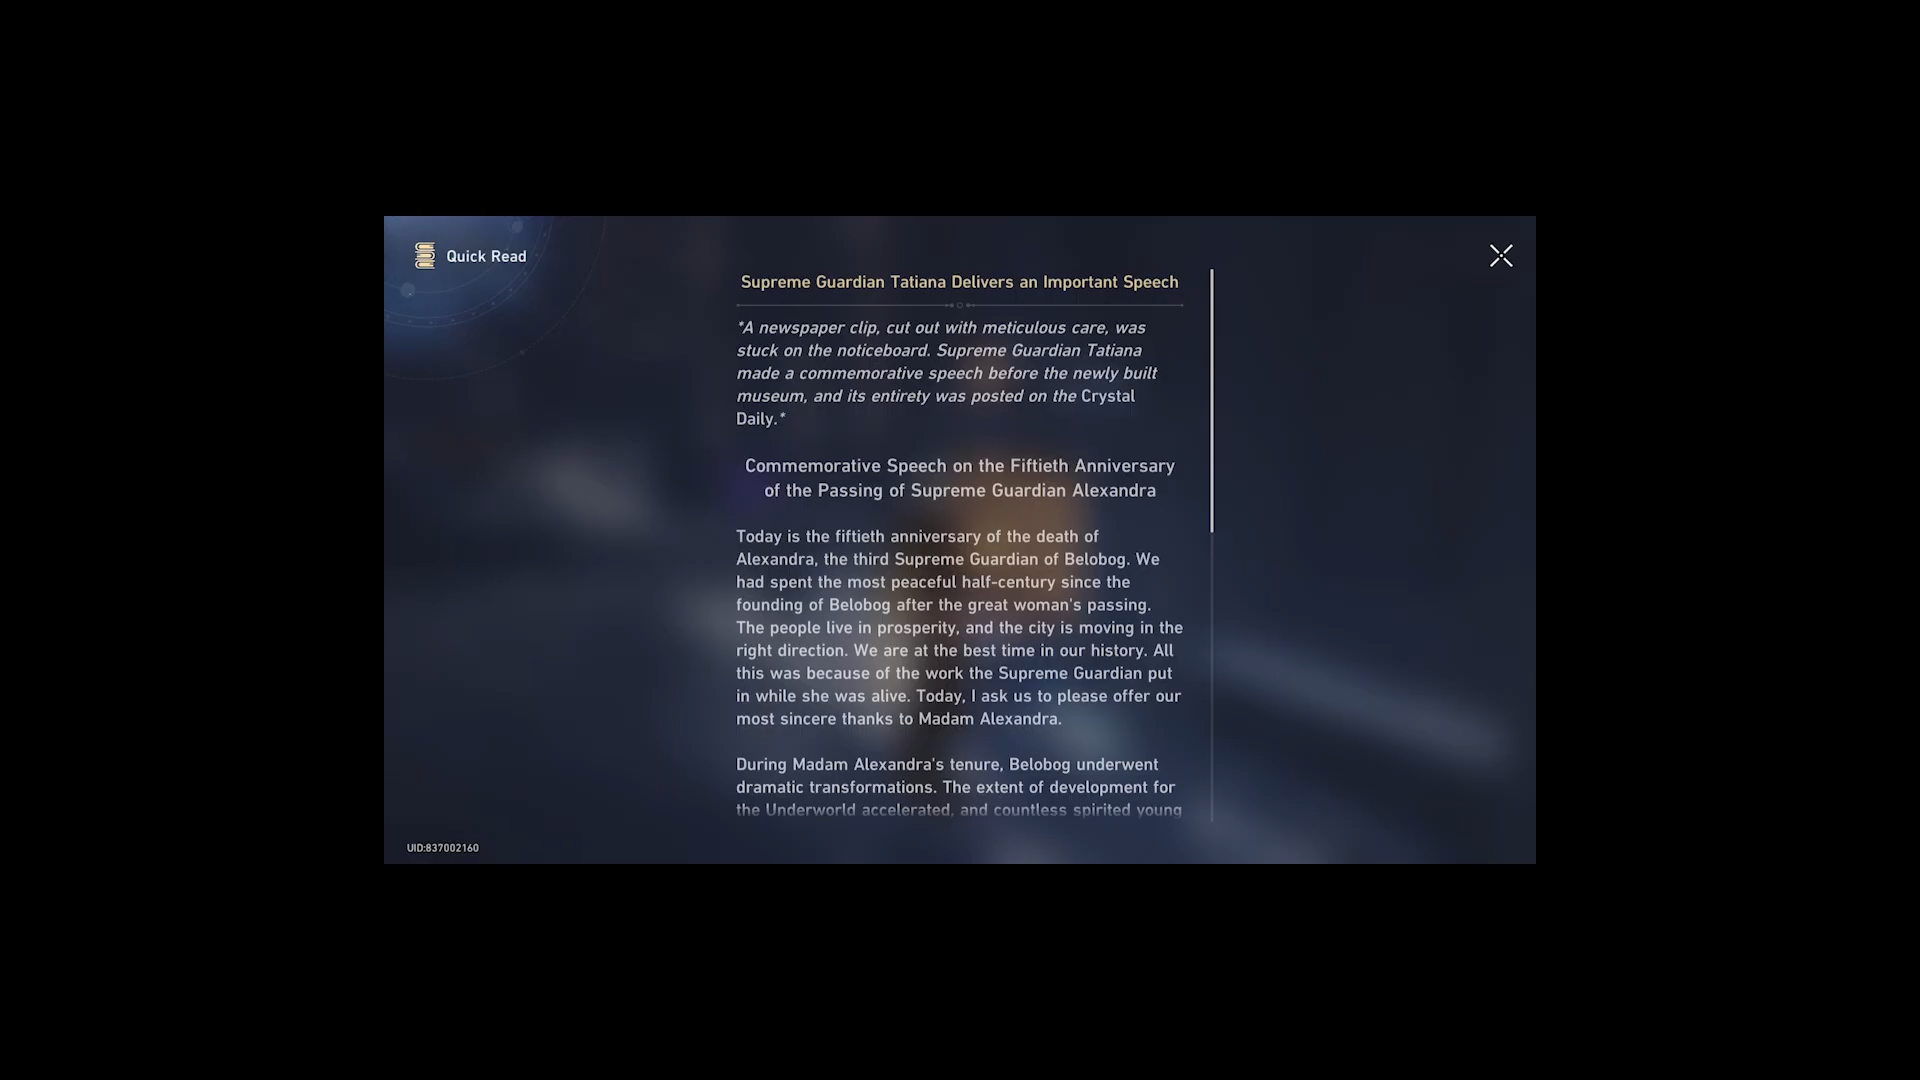 Quick Read
Supreme Guardian Tatiana Delivers an Important Speech
*A newspaper clip, cut out with meticulous care, was
stuck on the noticeboard. Supreme Guardian Tatiana
made a commemorative speech before the newly built
museum, and its entirety was posted on the Crystal
Daily.*
Commemorative Speech on the Fiftieth Anniversary
of the Passing of Supreme Guardian Alexandra
Today is the fiftieth anniversary of the death of
Alexandra, the third Supreme Guardian of Belobog. We
had spent the most peaceful half-century since the
founding of Belobog after the great woman's passing.
The people live in prosperity, and the city is moving in the
right direction. We are at the best time in our history. All
this was because of the work the Supreme Guardian put
in while she was alive. Today, I ask us to please offer our
most sincere thanks to Madam Alexandra.
During Madam Alexandra's tenure, Belobog underwent
dramatic transformations. The extent of development for
the Underworld accelerated, and countless spirited young
UID:837002160